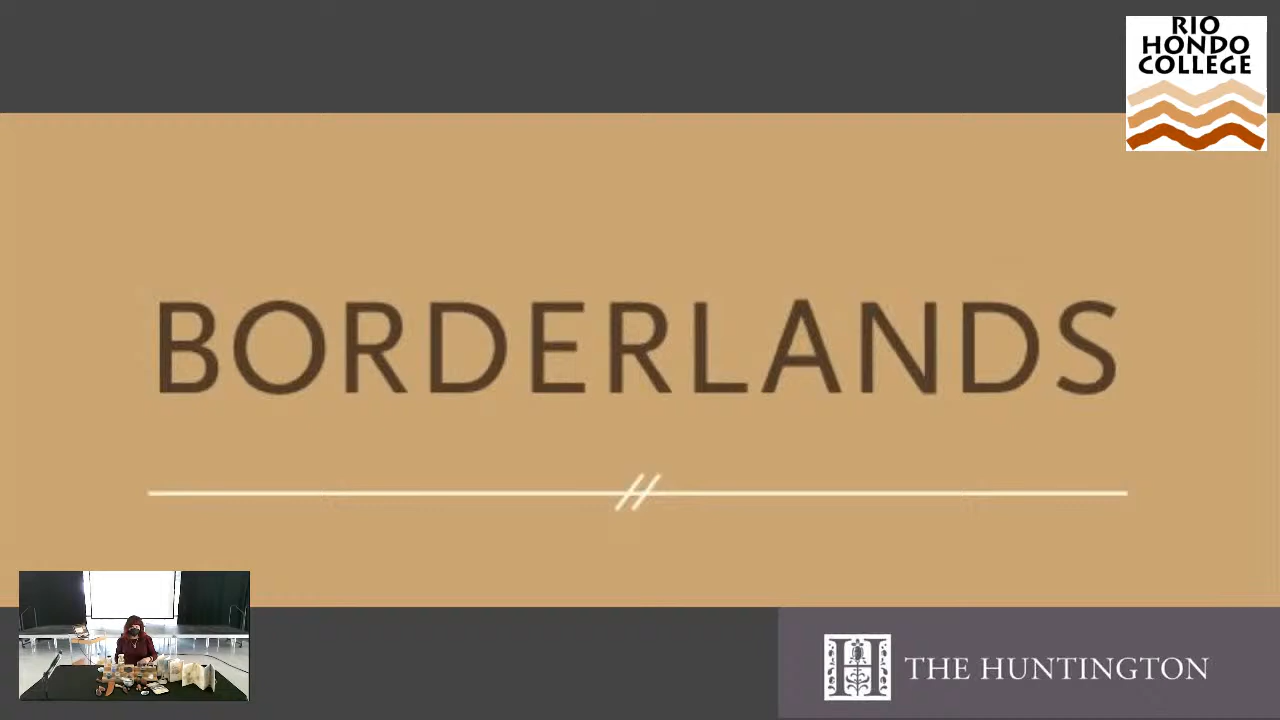 RIO
HONDO
COLLEGE
BORDERLANDS
H THE HUNTINGTON